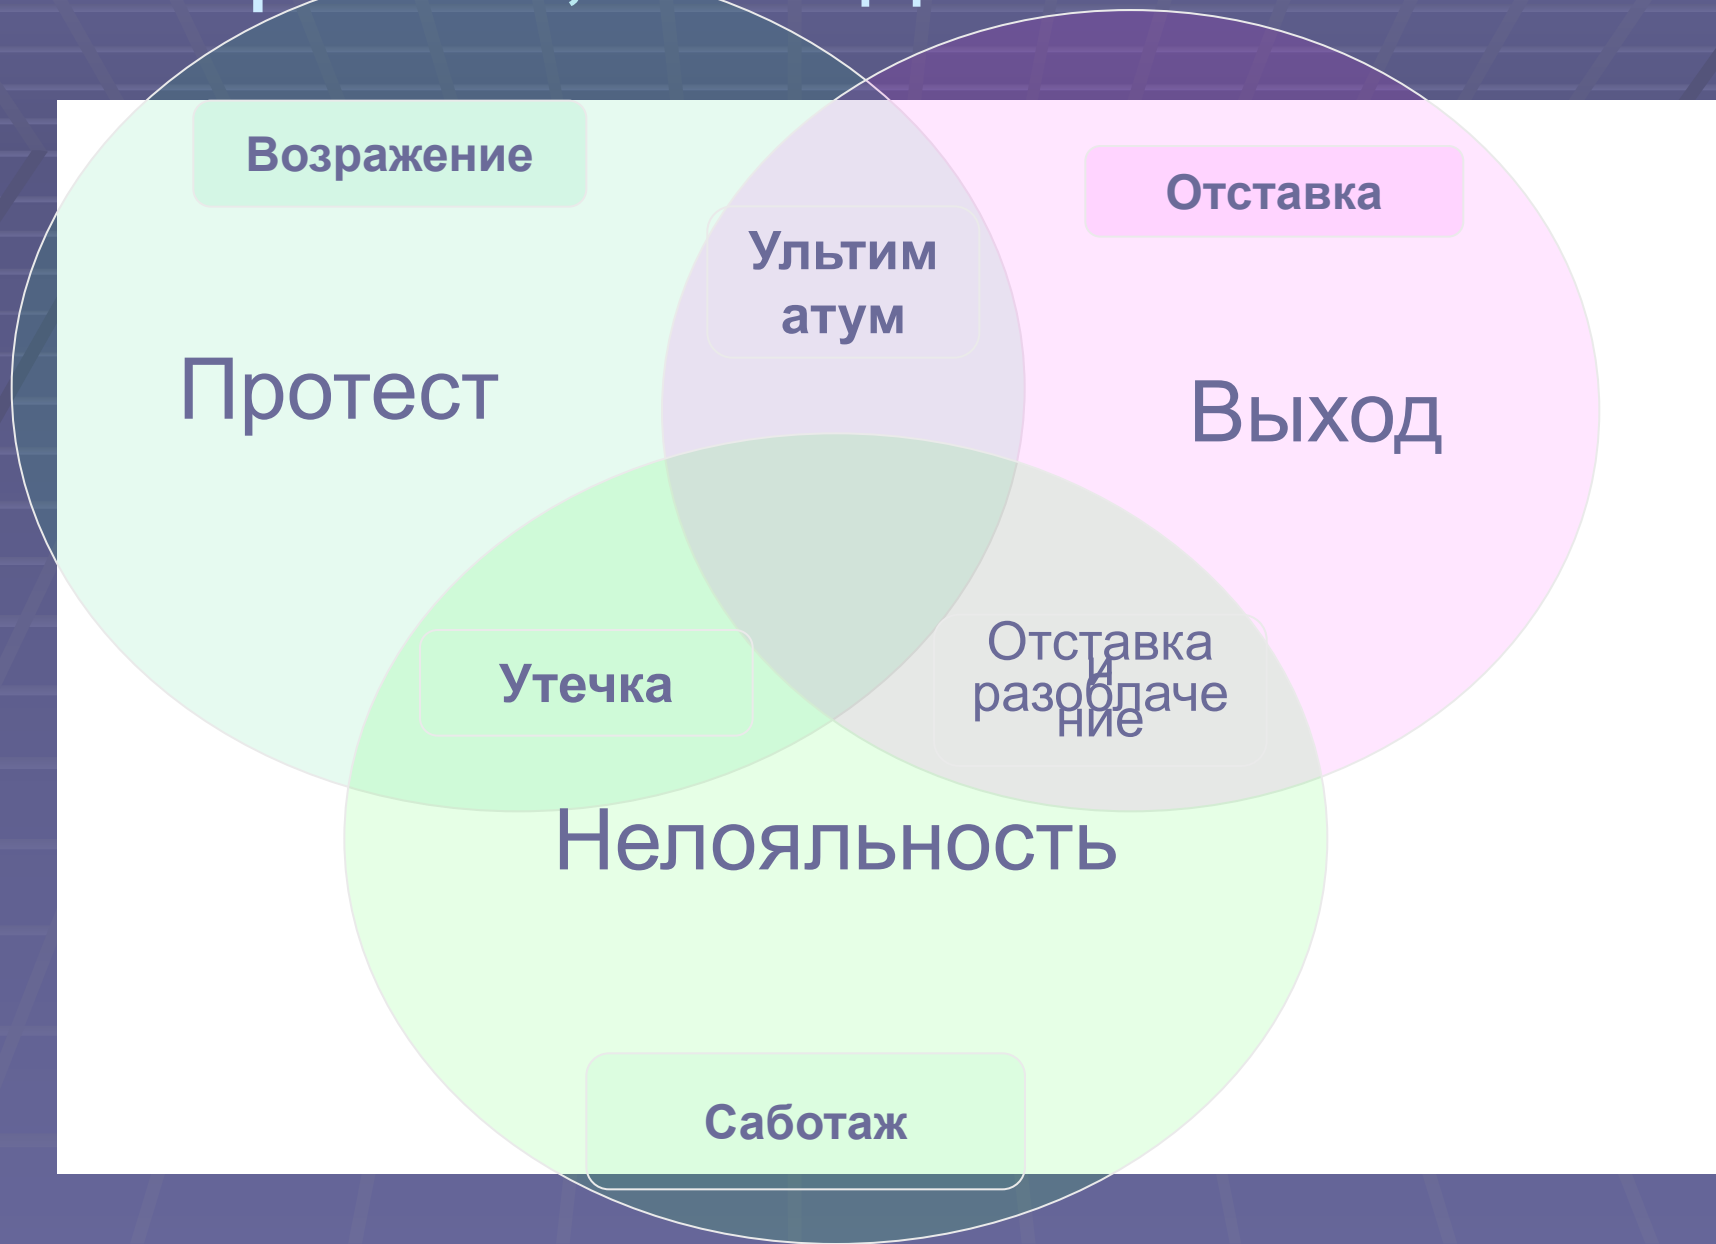 Возражение
Отставка
Ультим
атум
Протест
Выход
Утечка
Отставка
и
разоблаче
ние
Нелояльность
Саботаж